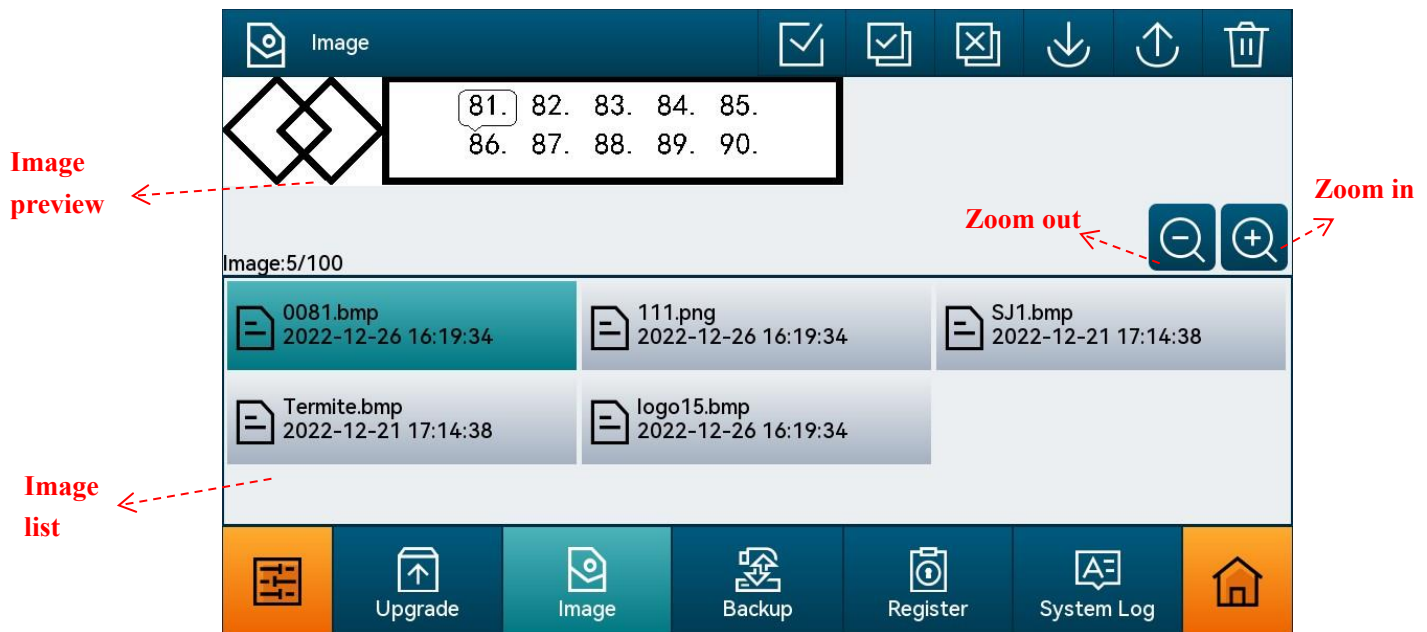 Image
81. 82. 83. 84. 85.
86. 87. 88. 89. 90.
Image
preview
Zoom in
Zoom out
Image:5/100
0081.bmp
2022-12-26 16:19:34
111.png
2022-12-26 16:19:34
SJ1.bmp
2022-12-21 17:14:38
Termite.bmp
2022-12-21 17:14:38
logo15.bmp
2022-12-26 16:19:34
Image
list
Upgrade
Image
Backup
Register
System Log